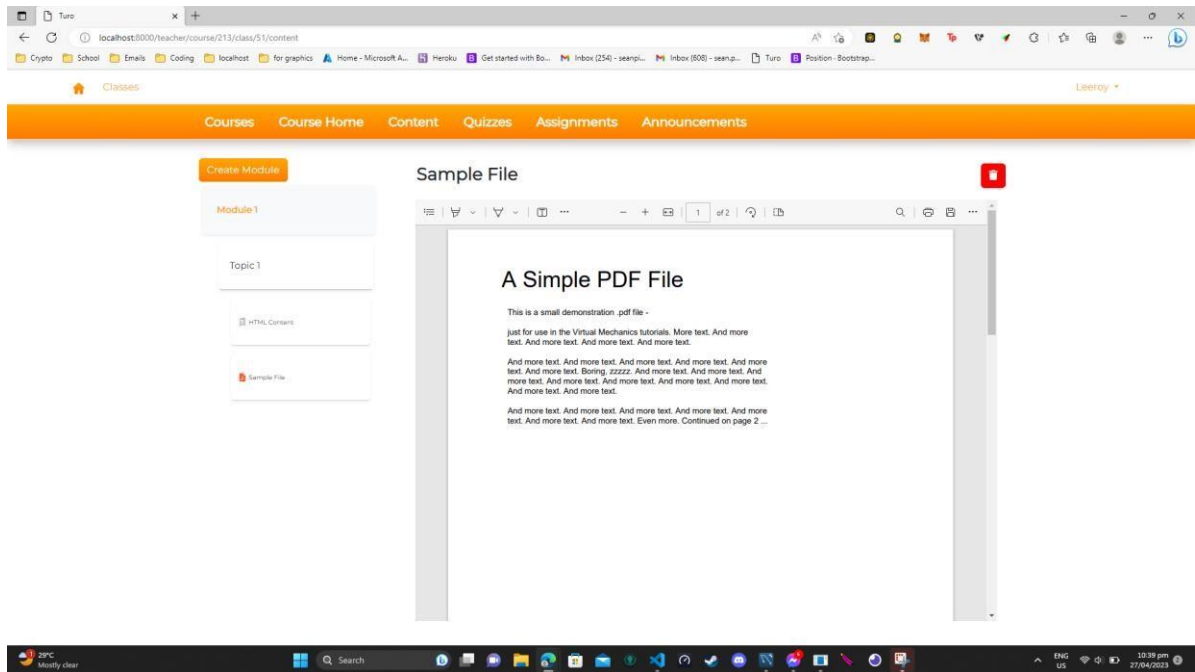 Turo
localhost:8000/teacher/course/213/class/51/content
Crypto School Emails Coding localhost for graphics Home - Microsoft A... Heroku Get started with Bo... Inbox (254) - seanpi... Inbox (608) - sean.p... Turo Position · Bootstrap...
Classes Leeroy
Courses Course Home Content Quizzes Assignments Announcements
Create Module
Module 1
Topic 1
HTML Content
Sample File
Sample File
1 of 2
A Simple PDF File
This is a small demonstration .pdf file -
just for use in the Virtual Mechanics tutorials. More text. And more
text. And more text. And more text. And more text.
And more text. And more text. And more text. And more text. And more
text. And more text. Boring, zzzzz. And more text. And more text. And
more text. And more text. And more text. And more text. And more text.
And more text. And more text.
And more text. And more text. And more text. And more text. And more
text. And more text. And more text. Even more. Continued on page 2 ...
29°C
Mostly clear
Search
ENG
US
10:39 pm
27/04/2023